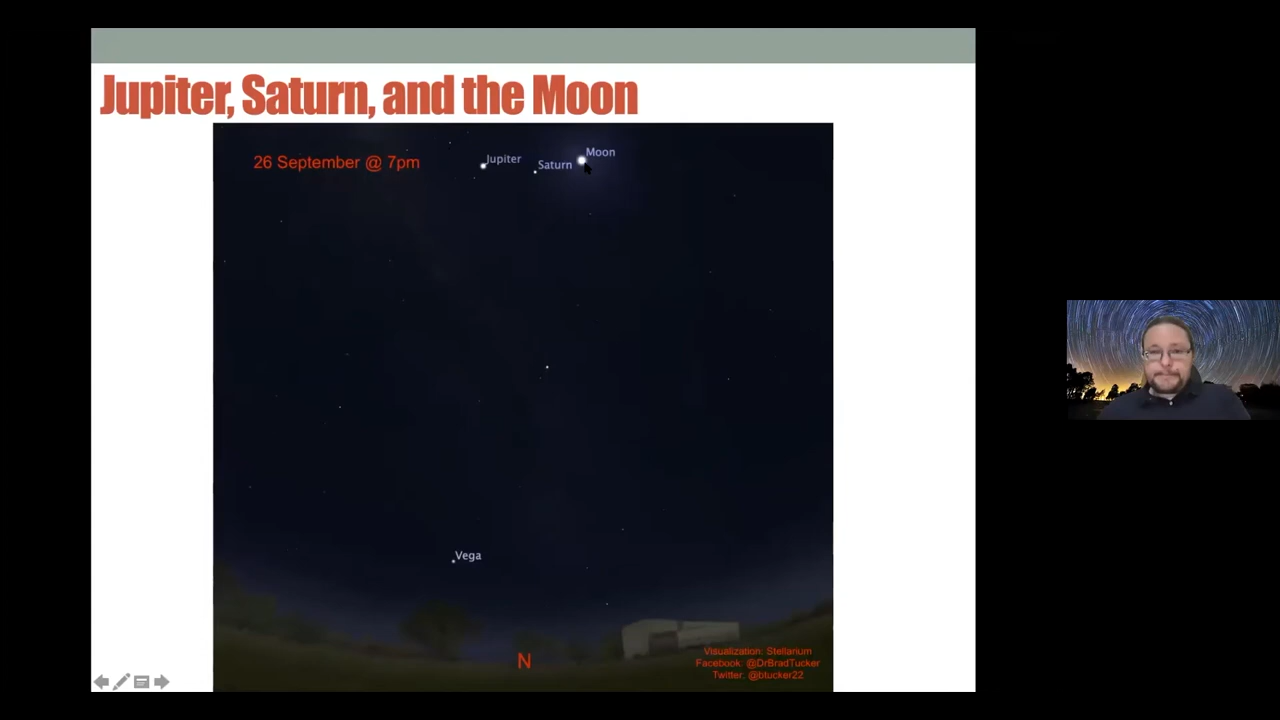 Jupiter, Saturn, and the Moon
26 September @ 7pm
Jupiter
Saturn
Moon
Vega
N
Visualization: Stellarium
Facebook: @DrBradTucker
Twitter: @btucker22